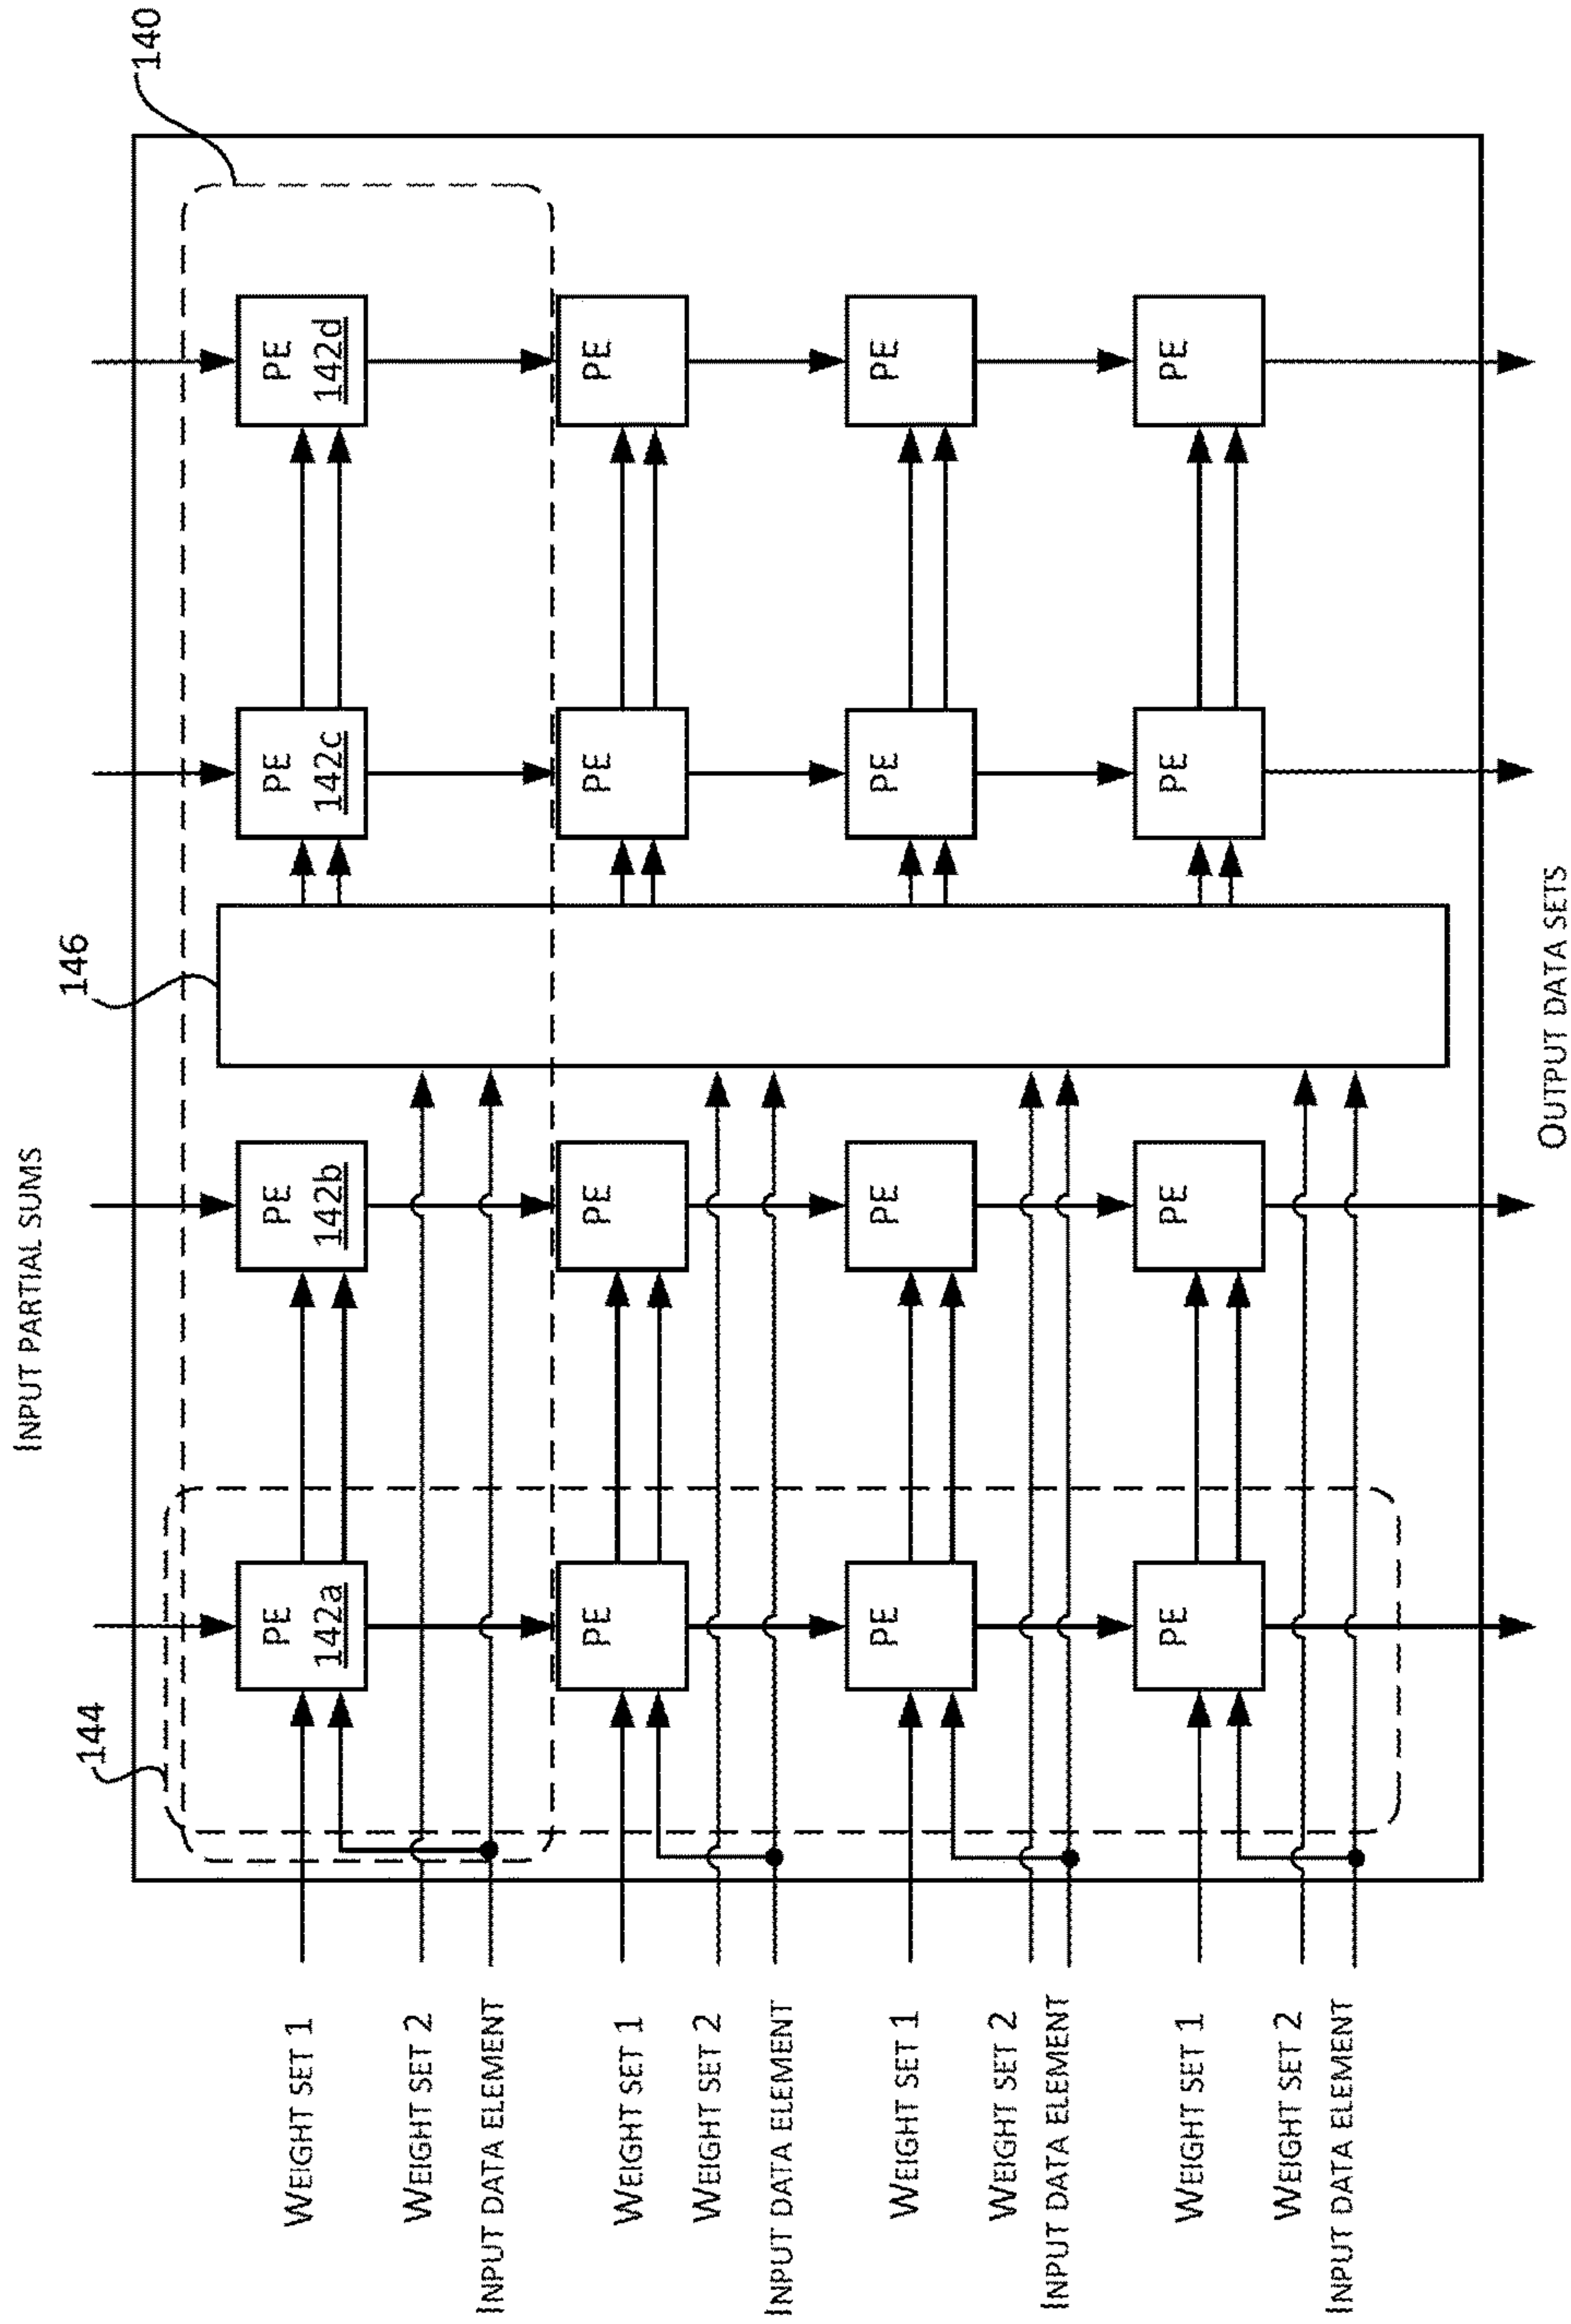 INPUT PARTIAL SUMS
144
146
140
WEIGHT SET 1
PE
142a
PE
142b
PE
142c
PE
142d
WEIGHT SET 2
INPUT DATA ELEMENT
WEIGHT SET 1
PE
PE
PE
PE
WEIGHT SET 2
INPUT DATA ELEMENT
WEIGHT SET 1
PE
PE
PE
PE
WEIGHT SET 2
INPUT DATA ELEMENT
WEIGHT SET 1
PE
PE
PE
PE
WEIGHT SET 2
INPUT DATA ELEMENT
OUTPUT DATA SETS